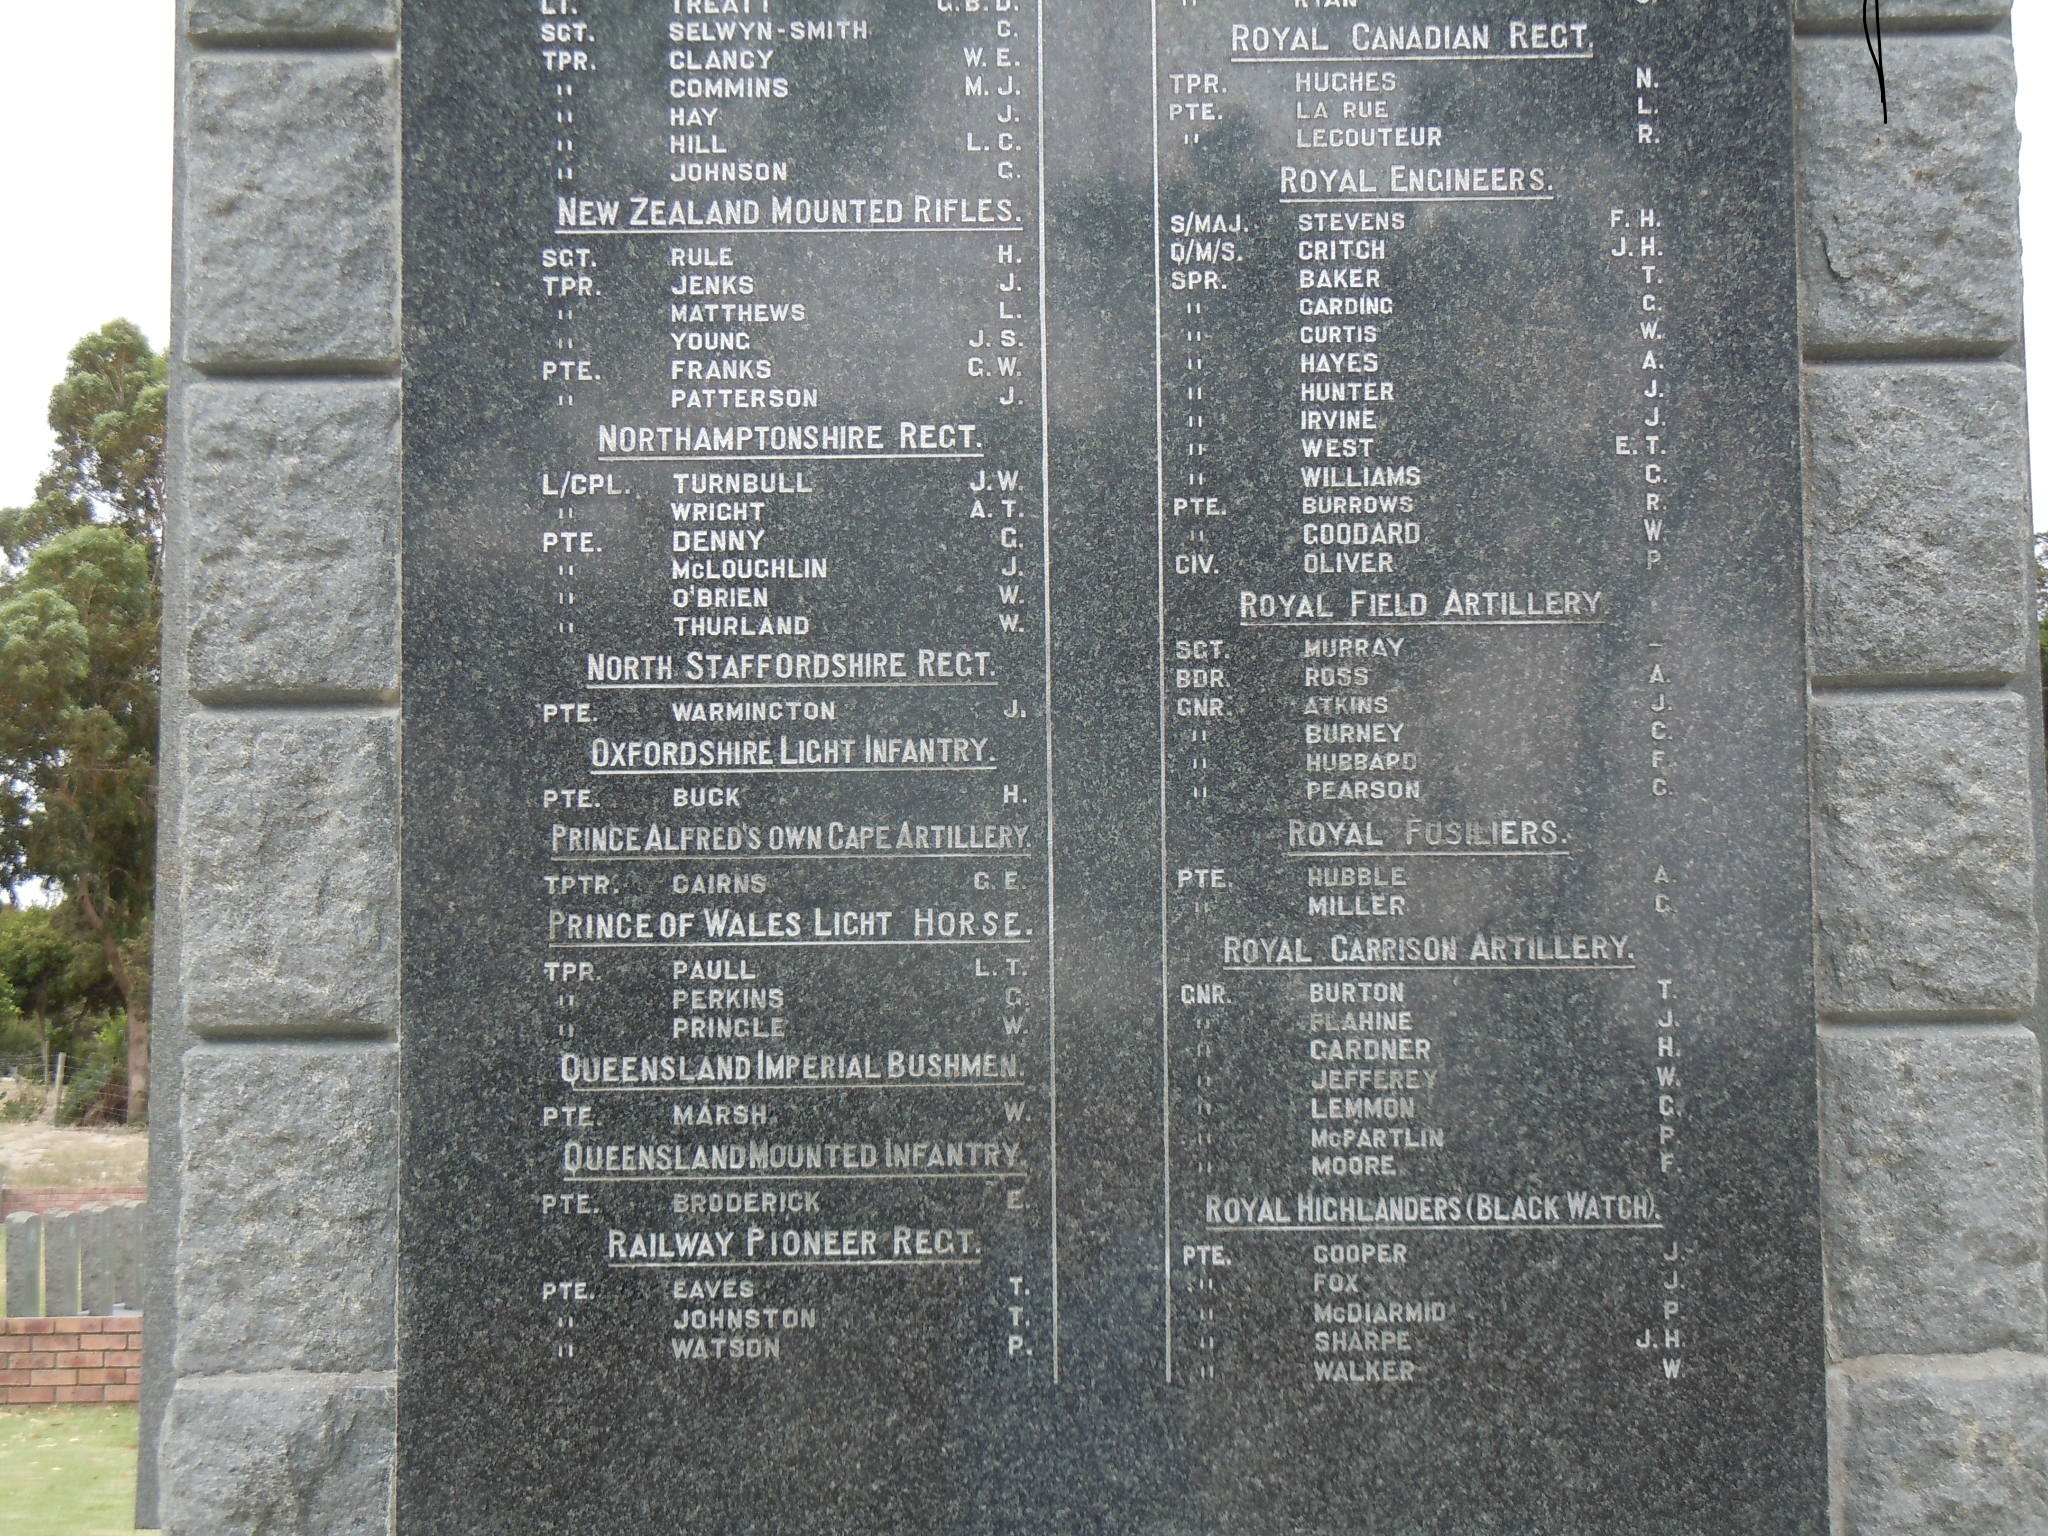 LT. TREATT G.B.D.
SGT. SELWYN-SMITH G.
TPR. CLANCY W.E.
" COMMINS M.J.
" HAY J.
" HILL L.C.
" JOHNSON G.
NEW ZEALAND MOUNTED RIFLES.
SGT. RULE H.
TPR. JENKS J.
" MATTHEWS L.
" YOUNG J.S.
PTE. FRANKS G.W.
" PATTERSON J.
NORTHAMPTONSHIRE REGT.
L/CPL. TURNBULL J.W.
" WRIGHT A.T.
PTE. DENNY G.
" McLOUGHLIN J.
" O'BRIEN W.
" THURLAND W.
NORTH STAFFORDSHIRE REGT.
PTE. WARMINGTON J.
OXFORDSHIRE LIGHT INFANTRY.
PTE. BUCK H.
PRINCE ALFRED'S OWN CAPE ARTILLERY.
TPTR. CAIRNS G.E.
PRINCE OF WALES LIGHT HORSE.
TPR. PAULL L.T.
" PERKINS G.
" PRINGLE W.
QUEENSLAND IMPERIAL BUSHMEN.
PTE. MARSH W.
QUEENSLAND MOUNTED INFANTRY.
PTE. BRODERICK E.
RAILWAY PIONEER REGT.
PTE. EAVES T.
" JOHNSTON T.
" WATSON P.
" RYAN
ROYAL CANADIAN REGT.
TPR. HUGHES N.
PTE. LA RUE L.
" LECOUTEUR R.
ROYAL ENGINEERS.
S/MAJ. STEVENS F.H.
Q/M/S. CRITCH J.H.
SPR. BAKER T.
" GARDING G.
" CURTIS W.
" HAYES A.
" HUNTER J.
" IRVINE J.
" WEST E.T.
" WILLIAMS C.
PTE. BURROWS R.
" GOODARD W.
CIV. OLIVER P.
ROYAL FIELD ARTILLERY
SGT. MURRAY –
BDR. ROSS A.
GNR. ATKINS J.
" BURNEY C.
" HUBBARD F.
" PEARSON C.
ROYAL FUSILIERS.
PTE. HUBBLE A.
" MILLER C.
ROYAL GARRISON ARTILLERY.
GNR. BURTON T.
" FLAHINE J.
" GARDNER H.
" JEFFEREY W.
" LEMMON G.
" McPARTLIN P.
" MOORE F.
ROYAL HIGHLANDERS (BLACK WATCH).
PTE. COOPER J.
" FOX J.
" McDIARMID P.
" SHARPE J.H.
" WALKER W